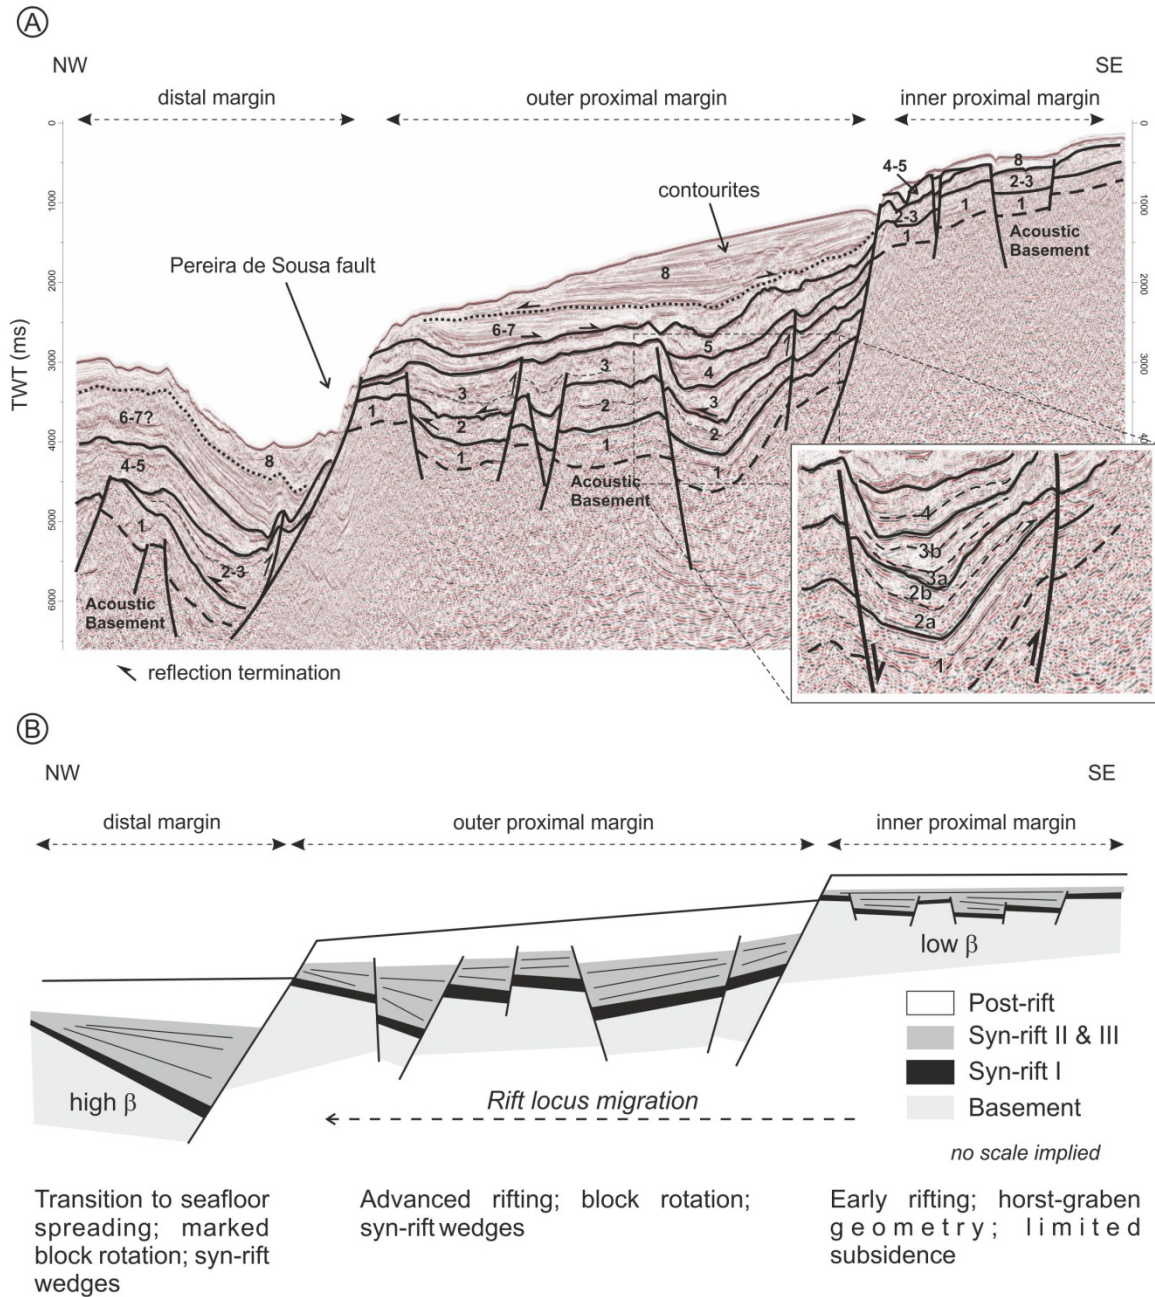 A
NW
SE
distal margin
outer proximal margin
inner proximal margin
0
0
4-5
8
2-3
contourites
1000
1000
2-3
1
1
1
Acoustic
Basement
Pereira de Sousa fault
8
2000
20000
TWT (ms)
6-7
5
3000
30000
4
3
3
3
6-7?
1
2
2
2
4000
8
1
1
1
4-5
Acoustic
Basement
4
5000
1
3b
3a
2-3
2b
2a
6000
Acoustic
Basement
1
reflection termination
B
NW
SE
distal margin
outer proximal margin
inner proximal margin
low β
Post-rift
Syn-rift II & III
Syn-rift I
high β
Rift locus migration
Basement
no scale implied
Transition to seafloor
spreading; marked
block rotation; syn-rift
wedges
Advanced rifting; block rotation;
syn-rift wedges
Early rifting; horst-graben
geometry; limited
subsidence